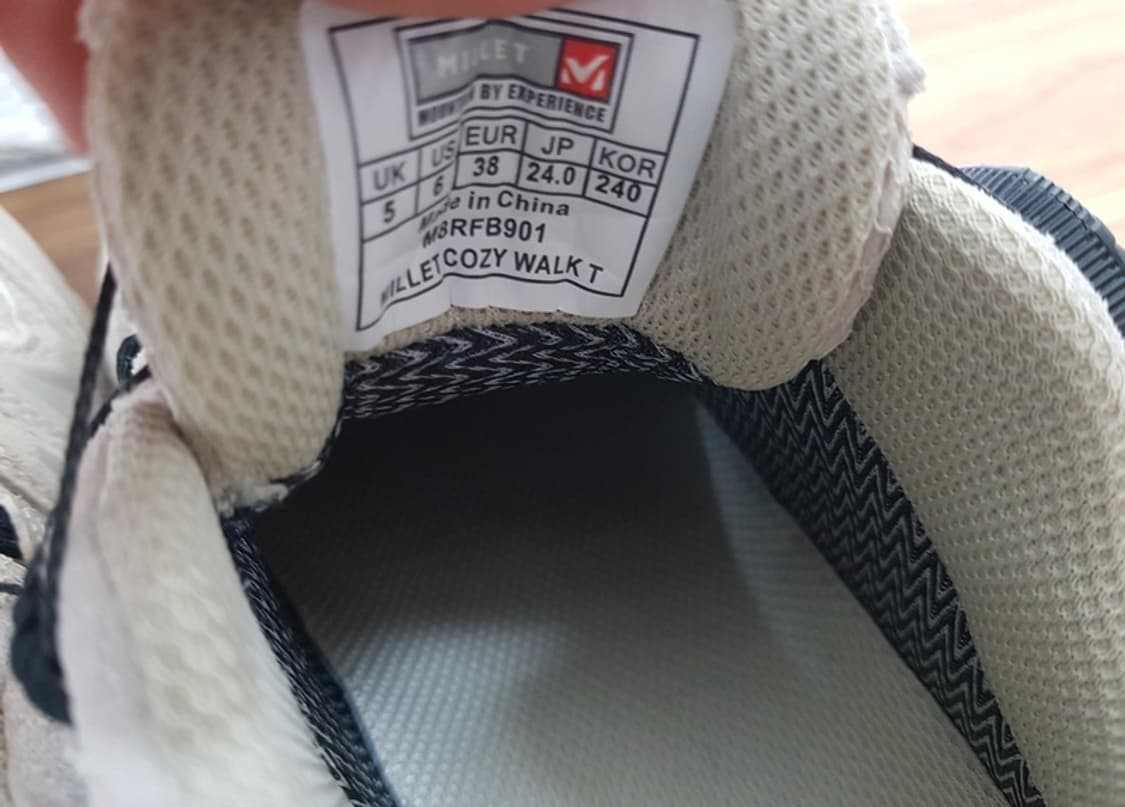 MILLET
MOUNTAIN BY EXPERIENCE
UK US EUR JP KOR
5 6 38 24.0 240
Made in China
M8RFB901
MILLET COZY WALK T